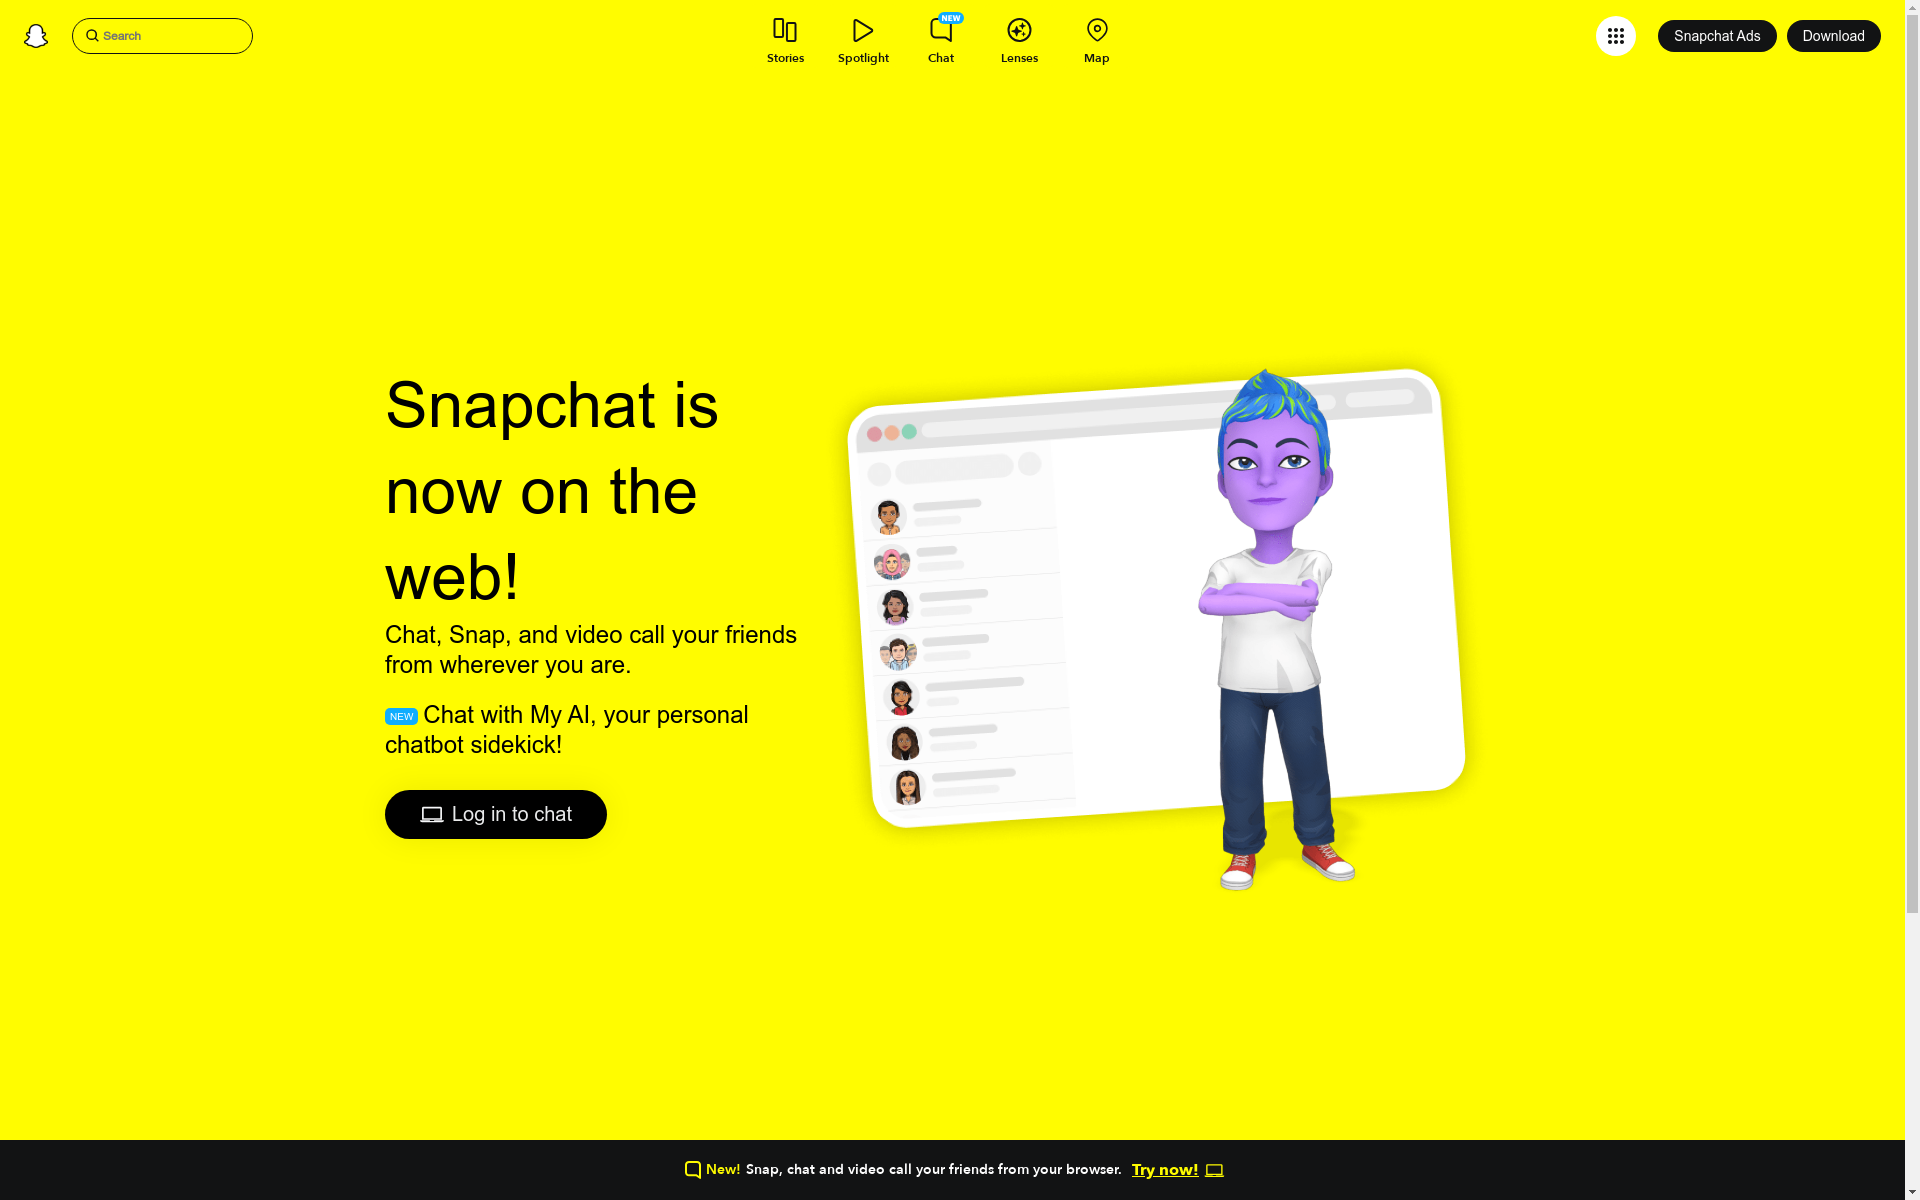 Search
Stories
Spotlight
NEW
Chat
Lenses
Map
Snapchat Ads
Download
Snapchat is
now on the
web!
Chat, Snap, and video call your friends
from wherever you are.
NEW Chat with My AI, your personal
chatbot sidekick!
Log in to chat
New! Snap, chat and video call your friends from your browser. Try now!